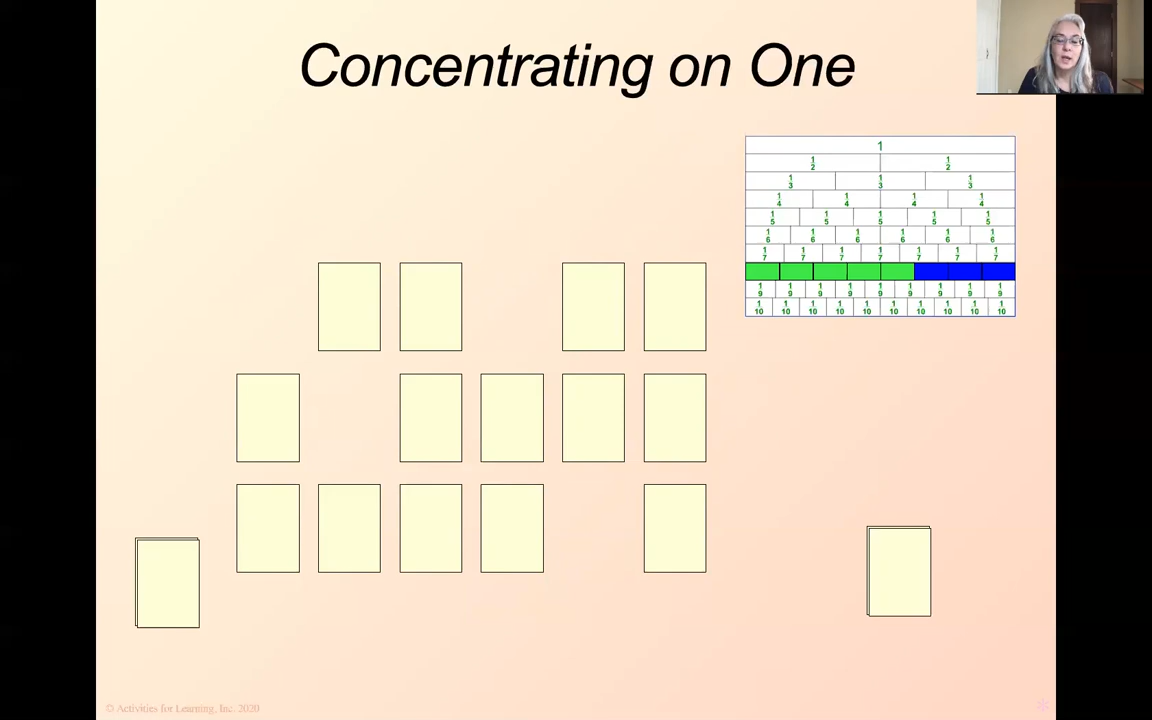 Concentrating on One
1
1/2 1/2
1/3 1/3 1/3
1/4 1/4 1/4 1/4
1/5 1/5 1/5 1/5 1/5
1/6 1/6 1/6 1/6 1/6 1/6
1/7 1/7 1/7 1/7 1/7 1/7 1/7
1/9 1/9 1/9 1/9 1/9 1/9 1/9 1/9 1/9
1/10 1/10 1/10 1/10 1/10 1/10 1/10 1/10 1/10 1/10
© Activities for Learning, Inc. 2020